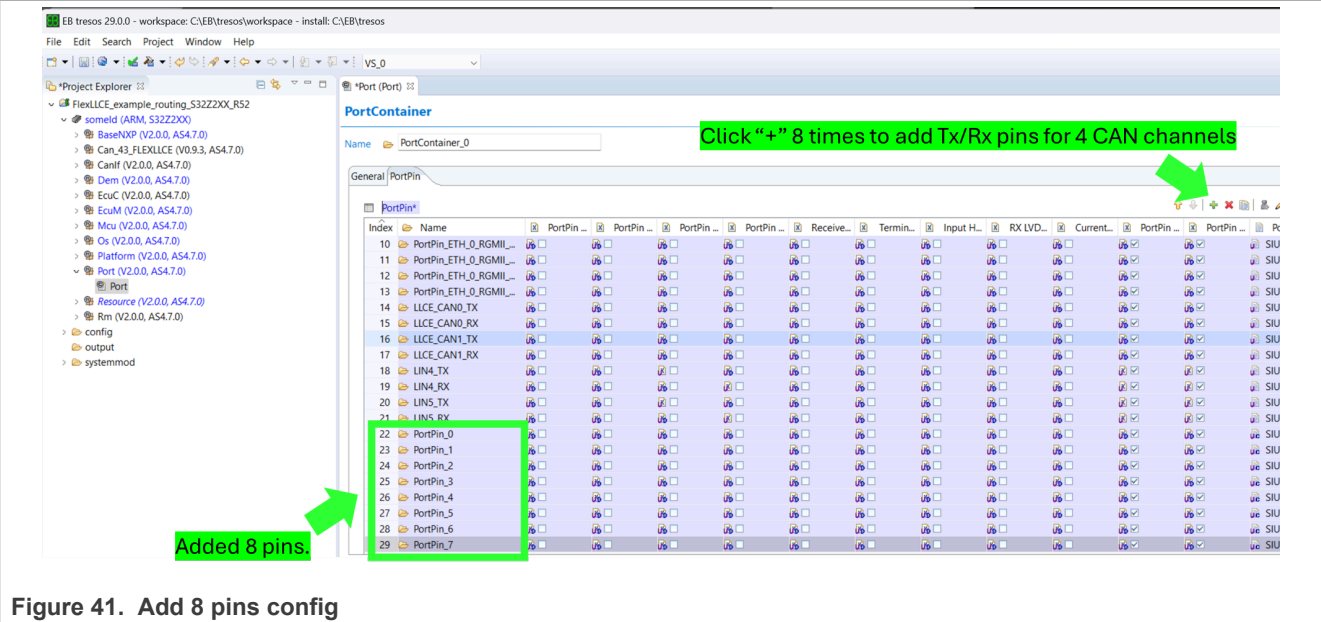 EB tresos 29.0.0 - workspace: C:\EB\tresos\workspace - install: C:\EB\tresos
File Edit Search Project Window Help
VS_0
*Project Explorer
*Port (Port)
FlexLLCE_example_routing_S32Z2XX_R52
someId (ARM, S32Z2XX)
BaseNXP (V2.0.0, AS4.7.0)
Can_43_FLEXLLCE (V0.9.3, AS4.7.0)
CanIf (V2.0.0, AS4.7.0)
Dem (V2.0.0, AS4.7.0)
EcuC (V2.0.0, AS4.7.0)
EcuM (V2.0.0, AS4.7.0)
Mcu (V2.0.0, AS4.7.0)
Os (V2.0.0, AS4.7.0)
Platform (V2.0.0, AS4.7.0)
Port (V2.0.0, AS4.7.0)
Port
Resource (V2.0.0, AS4.7.0)
Rm (V2.0.0, AS4.7.0)
config
output
systemmod
PortContainer
Click “+” 8 times to add Tx/Rx pins for 4 CAN channels
Name PortContainer_0
General PortPin
PortPin*
Index Name PortPin ... PortPin ... PortPin ... PortPin ... Receive... Termin... Input H... RX LVD... Current... PortPin ... PortPin ... Po
10 PortPin_ETH_0_RGMII_... SIU
11 PortPin_ETH_0_RGMII_... SIU
12 PortPin_ETH_0_RGMII_... SIU
13 PortPin_ETH_0_RGMII_... SIU
14 LLCE_CAN0_TX SIU
15 LLCE_CAN0_RX SIU
16 LLCE_CAN1_TX SIU
17 LLCE_CAN1_RX SIU
18 LIN4_TX SIU
19 LIN4_RX SIU
20 LIN5_TX SIU
21 LIN5_RX SIU
22 PortPin_0 SIU
23 PortPin_1 SIU
24 PortPin_2 SIU
25 PortPin_3 SIU
26 PortPin_4 SIU
27 PortPin_5 SIU
28 PortPin_6 SIU
29 PortPin_7 SIU
Added 8 pins.
Figure 41. Add 8 pins config